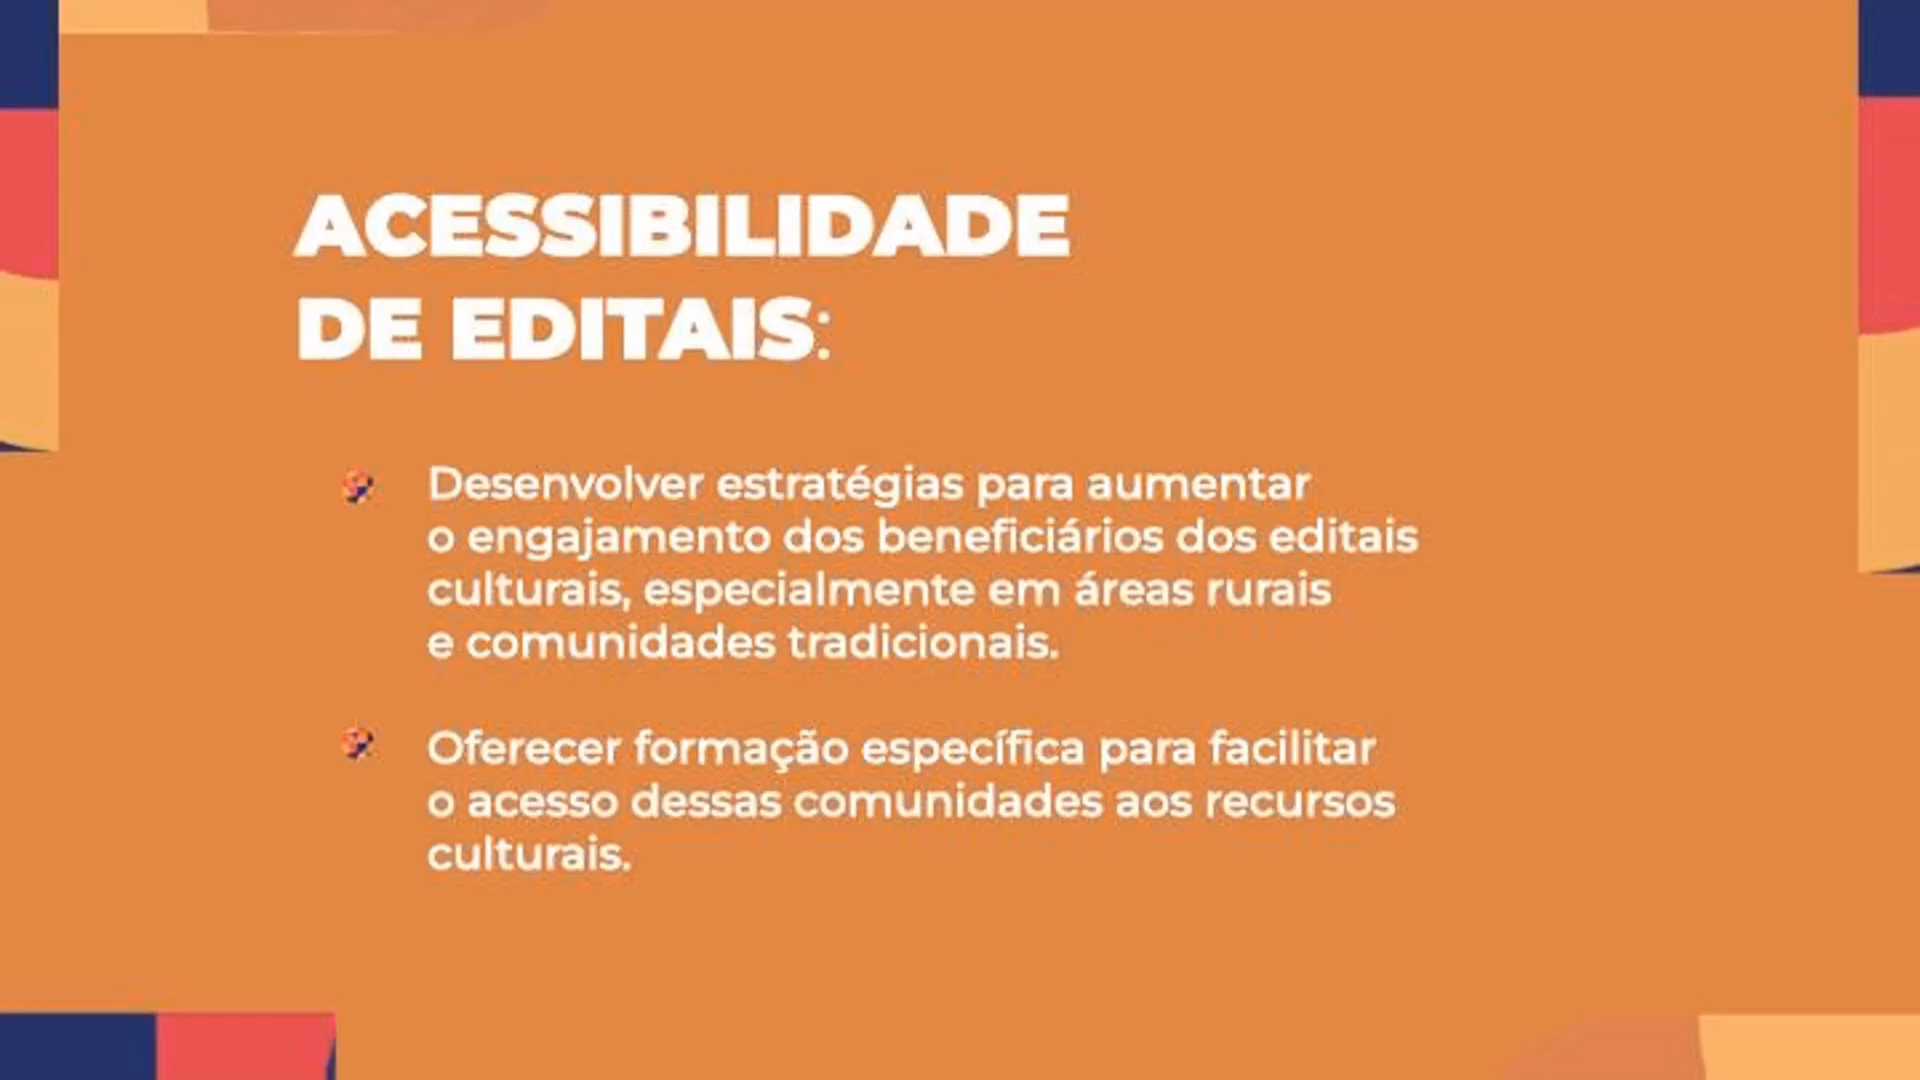 ACESSIBILIDADE
DE EDITAIS:
Desenvolver estratégias para aumentar
o engajamento dos beneficiários dos editais
culturais, especialmente em áreas rurais
e comunidades tradicionais.
Oferecer formação específica para facilitar
o acesso dessas comunidades aos recursos
culturais.